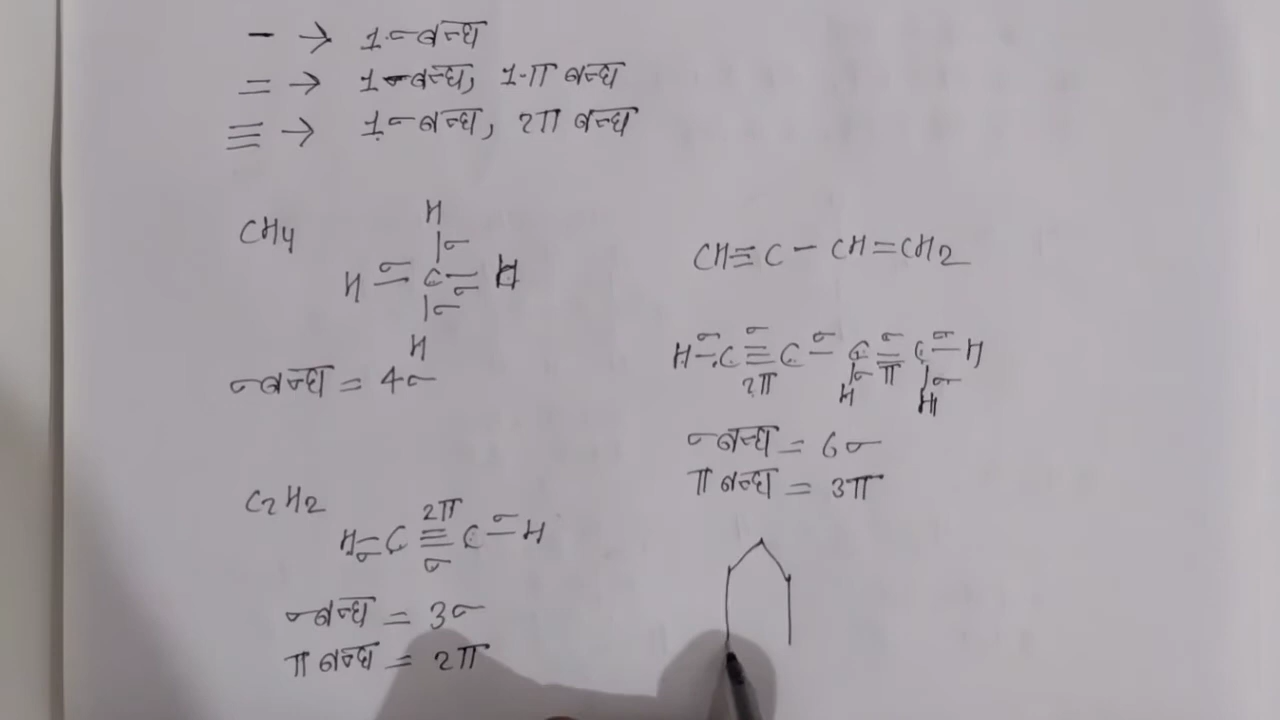 — → 1σ बन्ध
= → 1σ बन्ध, 1-π बन्ध
≡ → 1σ बन्ध, 2π बन्ध
CH4
H
σ
H σ C σ H
σ
H
σ बन्ध = 4σ
C2H2
2π
H – C ≡ C – H
σ σ σ
σ बन्ध = 3σ
π बन्ध = 2π
CH≡C – CH=CH2
σ σ σ σ σ
H – C ≡ C – C = C – H
2π σ π σ
H H
σ बन्ध = 6σ
π बन्ध = 3π